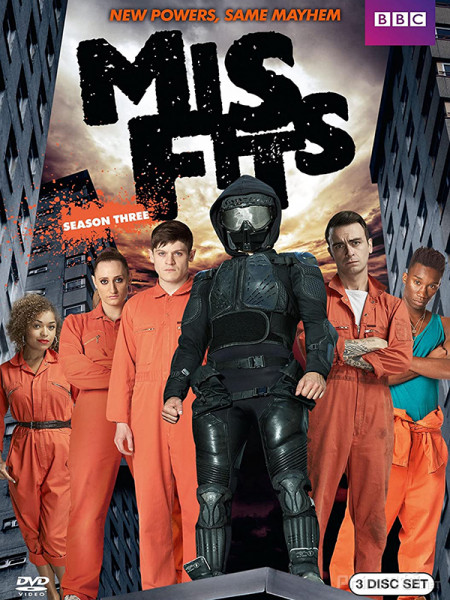 NEW POWERS, SAME MAYHEM
BBC
MIS
FITS
SEASON THREE
DVD
VIDEO
3 DISC SET